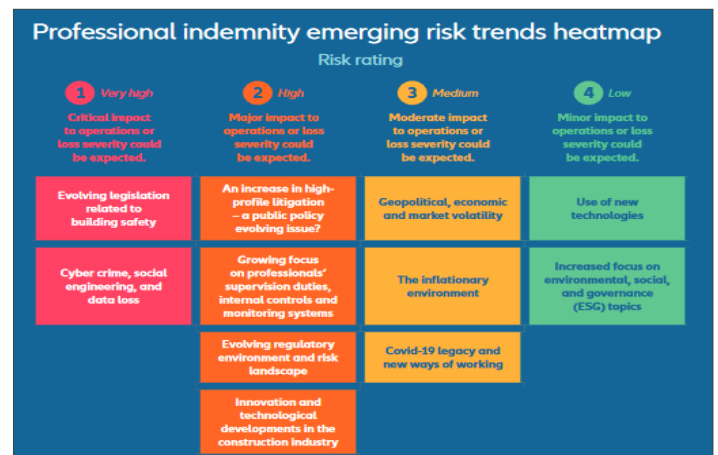 Professional indemnity emerging risk trends heatmap
Risk rating
1 Very high
Critical impact
to operations or
loss severity could
be expected.
Evolving legislation
related to
building safety
Cyber crime, social
engineering, and
data loss
2 High
Major impact to
operations or loss
severity could
be expected.
An increase in high-
profile litigation
– a public policy
evolving issue?
Growing focus
on professionals'
supervision duties,
internal controls and
monitoring systems
Evolving regulatory
environment and risk
landscape
Innovation and
technological
developments in the
construction industry
3 Medium
Moderate impact
to operations or
loss severity could
be expected.
Geopolitical, economic
and market volatility
The inflationary
environment
Covid-19 legacy and
new ways of working
4 Low
Minor impact to
operations or loss
severity could
be expected.
Use of new
technologies
Increased focus on
environmental, social,
and governance
(ESG) topics